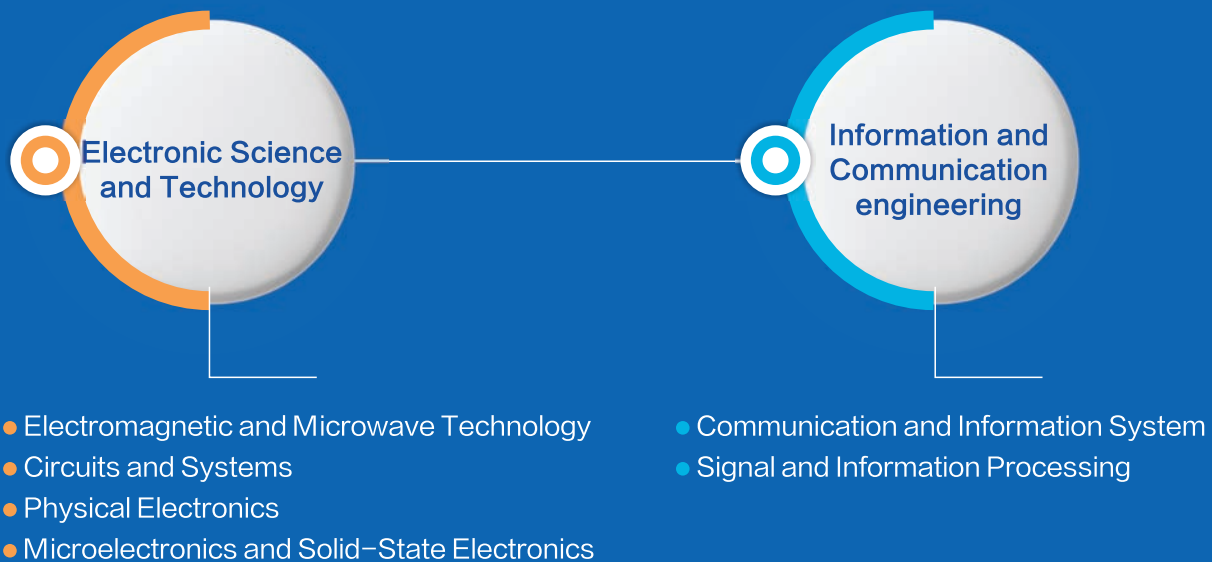 Electronic Science
and Technology
Information and
Communication
engineering
Electromagnetic and Microwave Technology
Circuits and Systems
Physical Electronics
Microelectronics and Solid-State Electronics
Communication and Information System
Signal and Information Processing